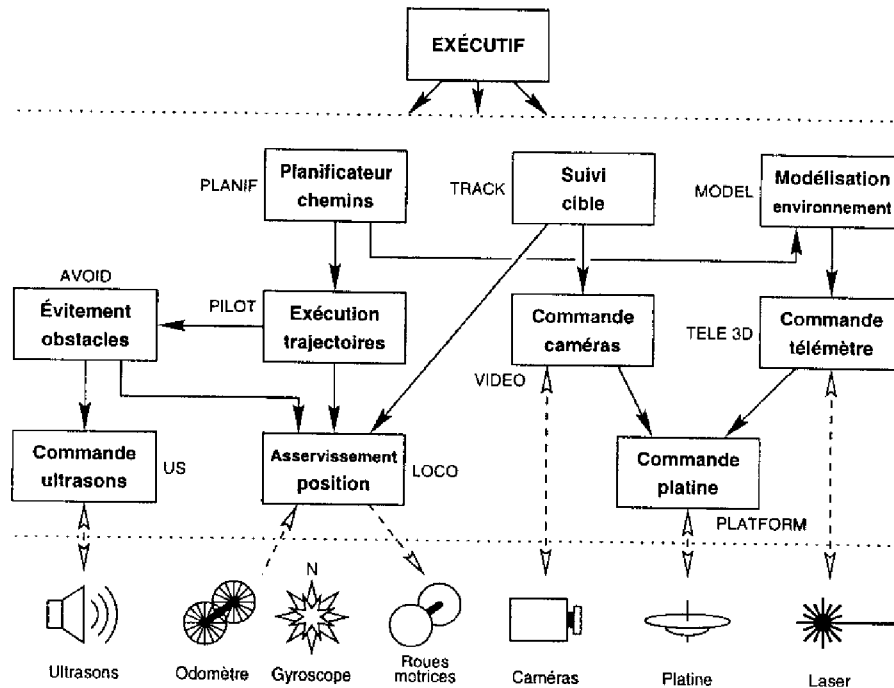 EXÉCUTIF
PLANIF
Planificateur
chemins
TRACK
Suivi
cible
MODEL
Modélisation
environnement
AVOID
Évitement
obstacles
PILOT
Exécution
trajectoires
Commande
caméras
VIDEO
TELE 3D
Commande
télémètre
Commande
ultrasons
US
Asservissement
position
LOCO
Commande
platine
PLATFORM
N
Ultrasons
Odomètre
Gyroscope
Roues
motrices
Caméras
Platine
Laser